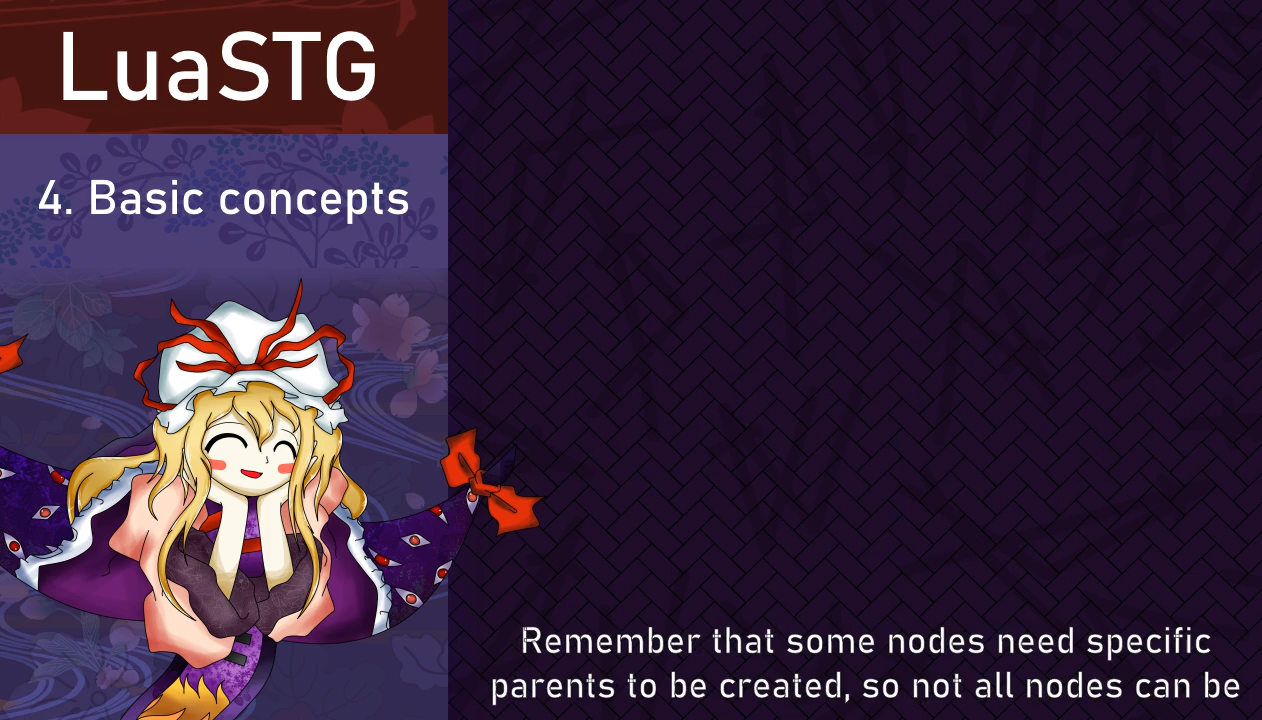 LuaSTG
4. Basic concepts
Remember that some nodes need specific
parents to be created, so not all nodes can be